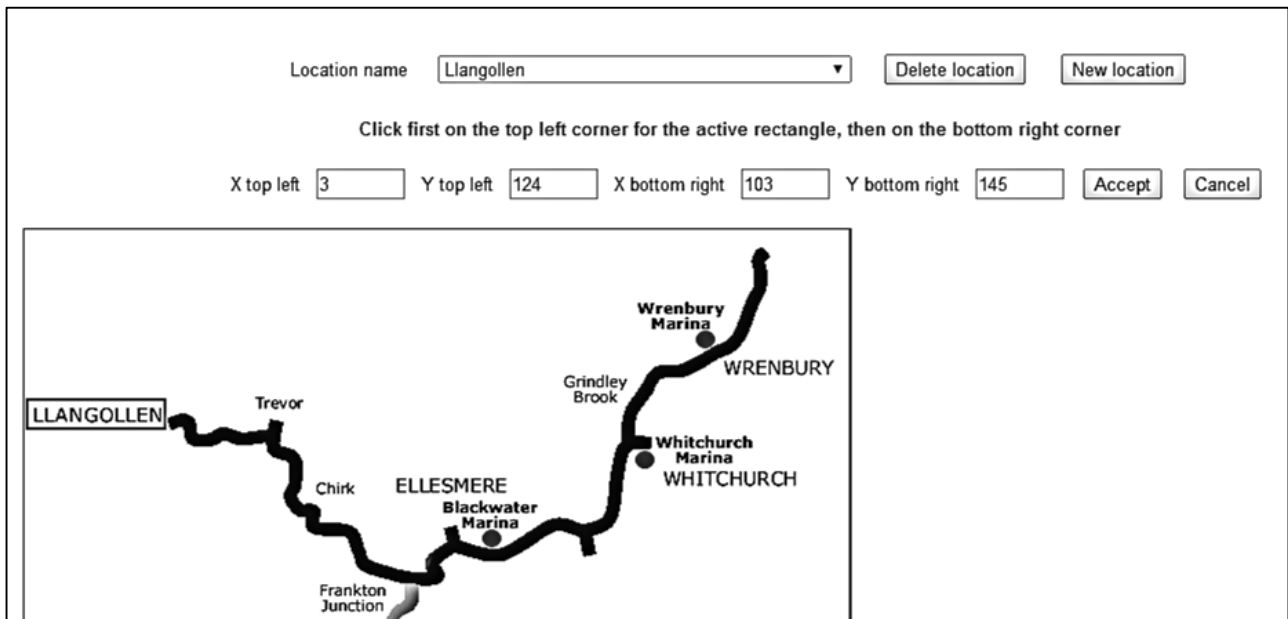 Location name Llangollen Delete location New location
Click first on the top left corner for the active rectangle, then on the bottom right corner
X top left 3 Y top left 124 X bottom right 103 Y bottom right 145 Accept Cancel
Wrenbury
Marina
WRENBURY
Grindley
Brook
LLANGOLLEN
Trevor
Whitchurch
Marina
WHITCHURCH
Chirk
ELLESMERE
Blackwater
Marina
Frankton
Junction